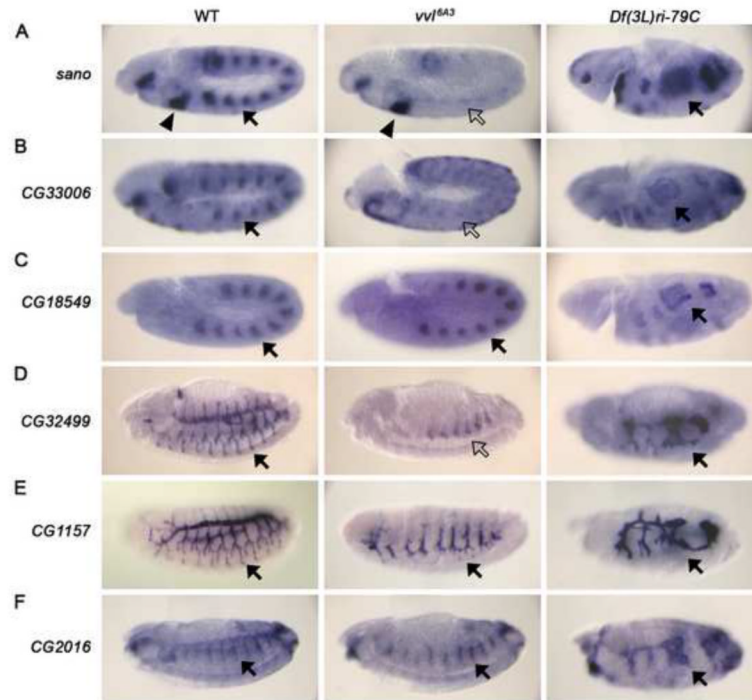 WT vvl6A3 Df(3L)ri-79C
A
sano
B
CG33006
C
CG18549
D
CG32499
E
CG1157
F
CG2016